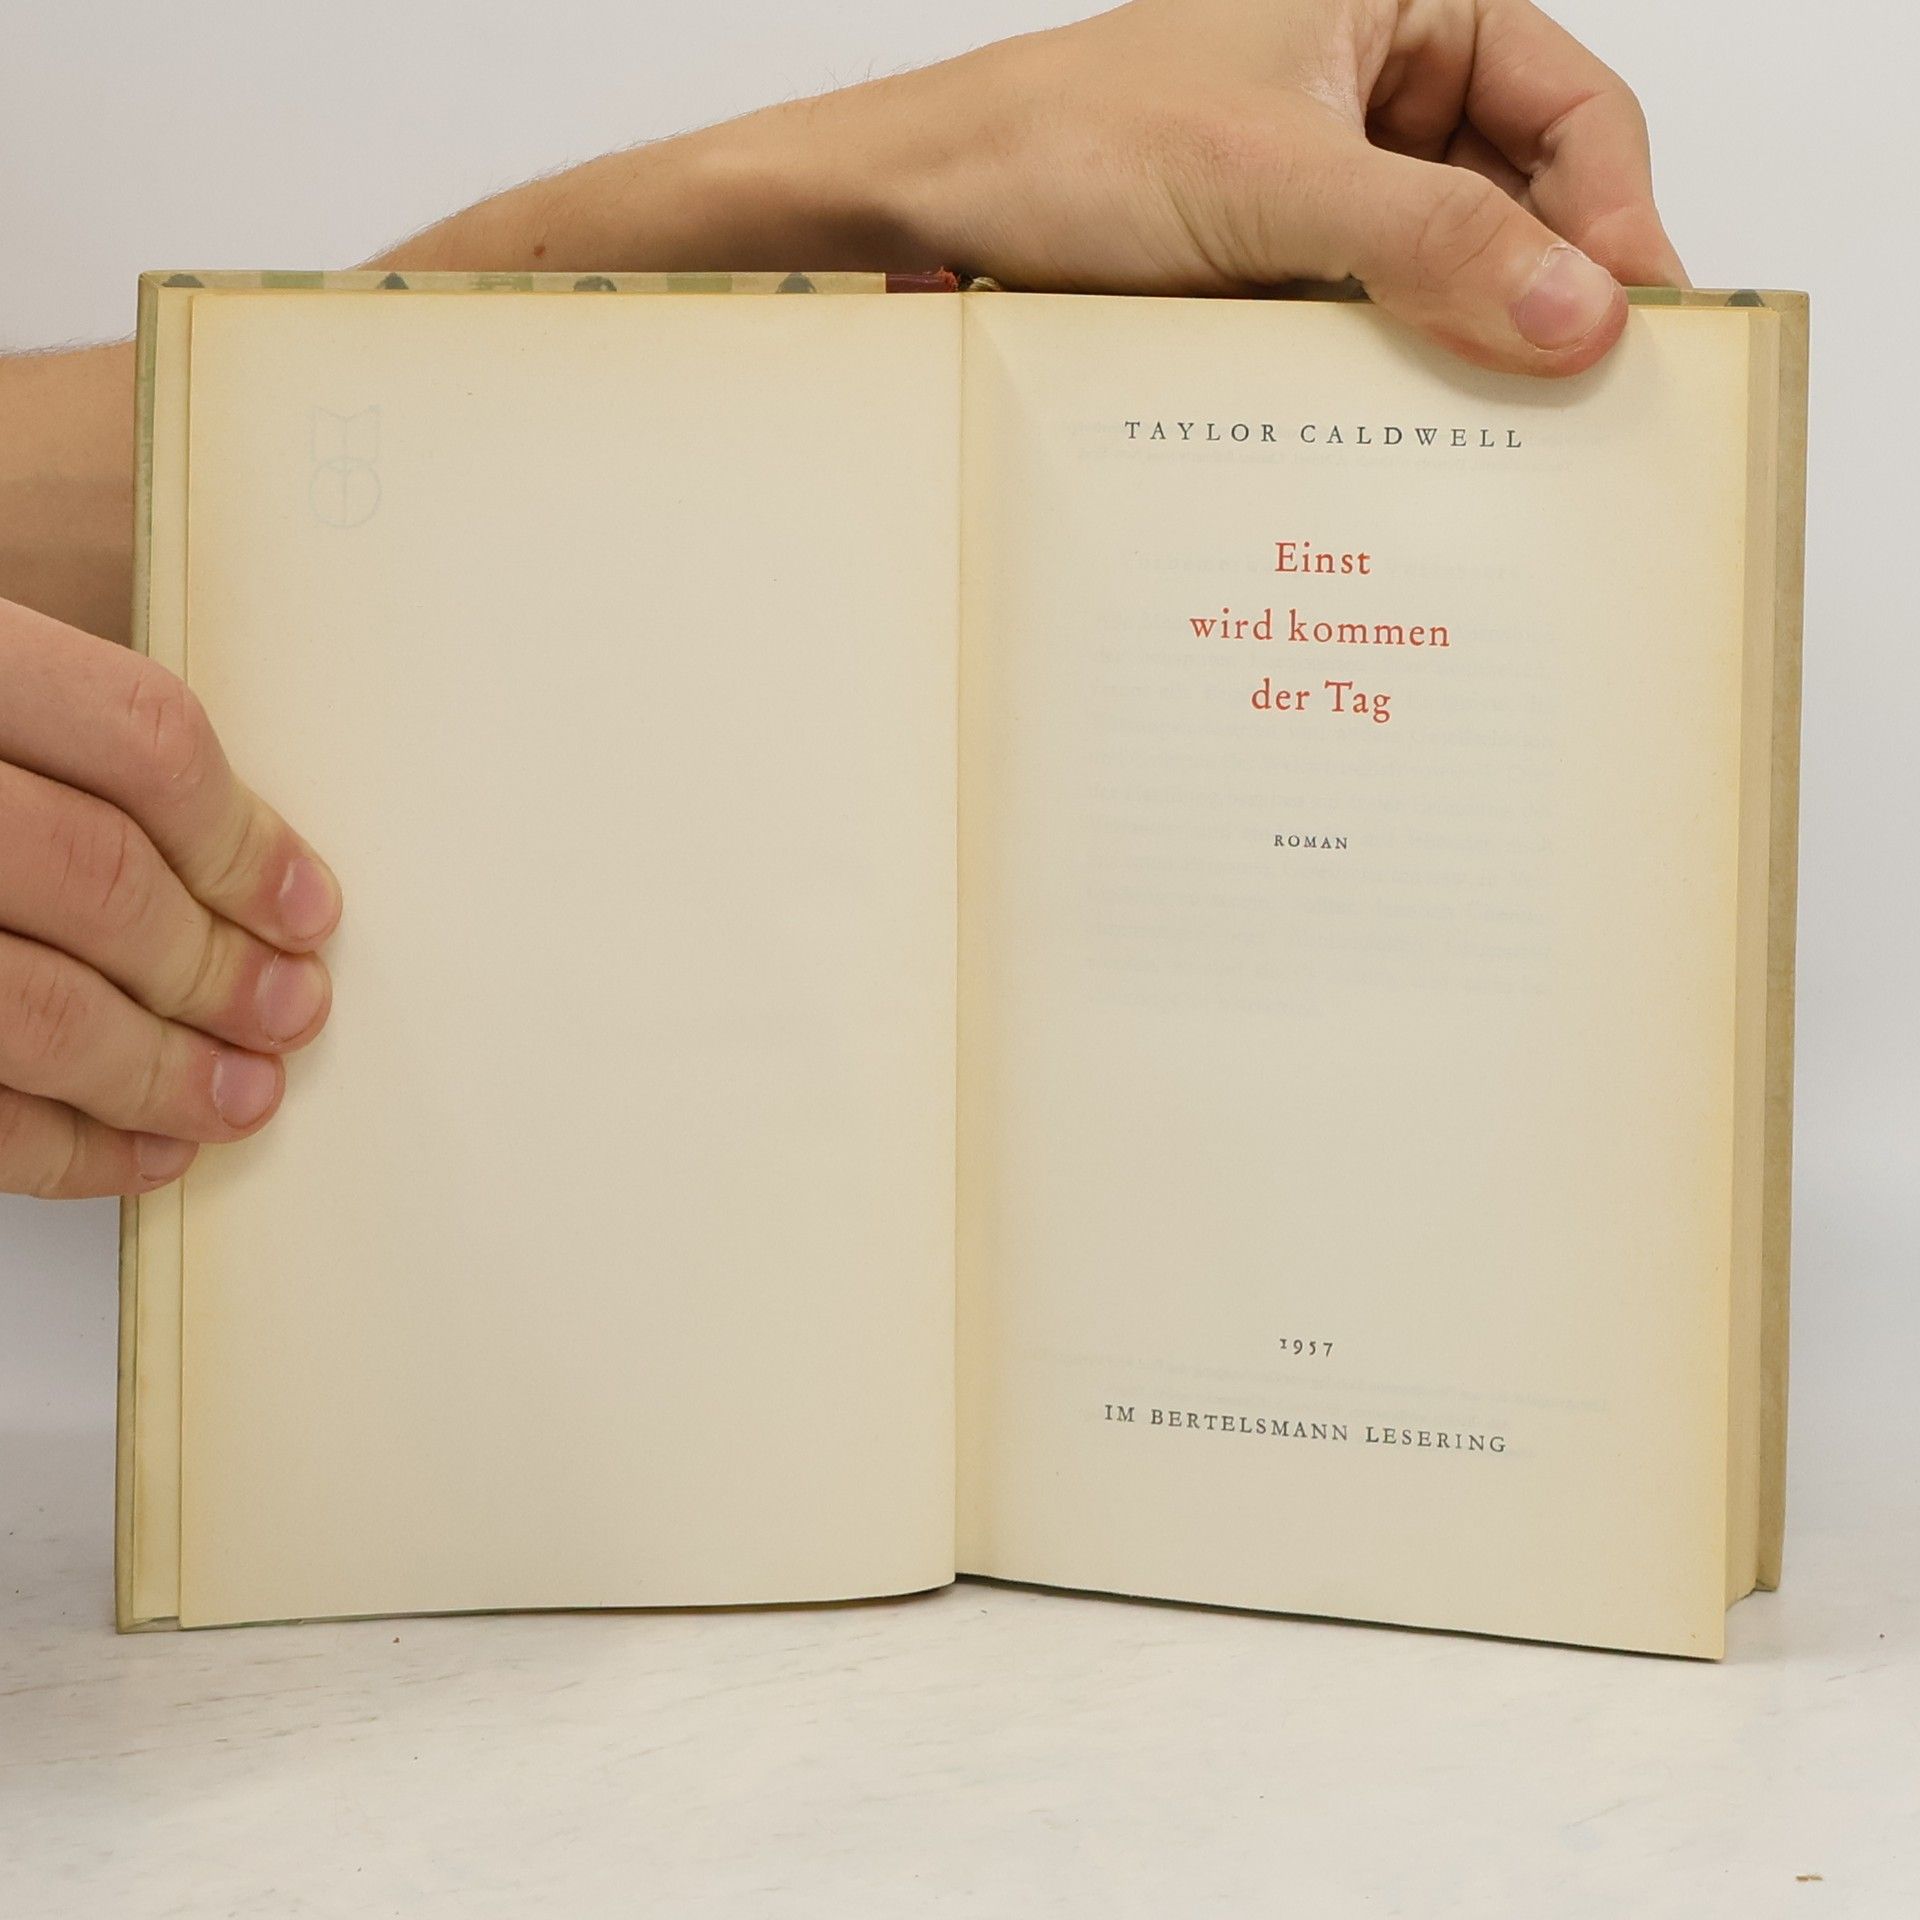 TAYLOR CALDWELL
Einst
wird kommen
der Tag
ROMAN
1957
IM BERTELSMANN LESERING